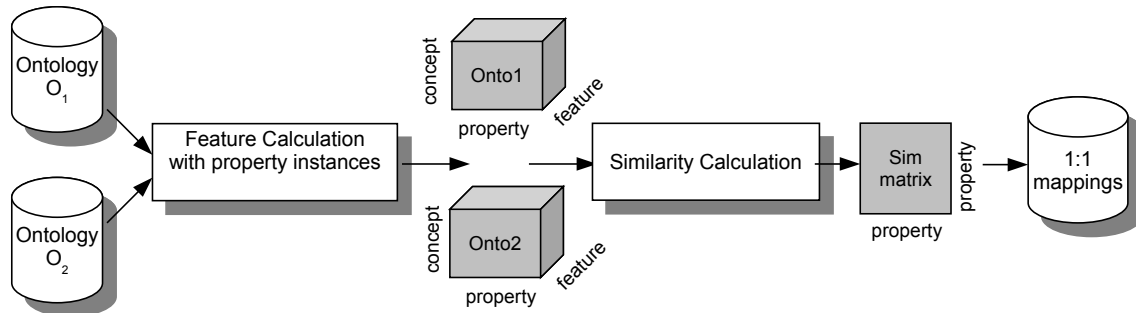 Ontology
O1
Ontology
O2
Feature Calculation
with property instances
concept
Onto1
property
feature
concept
Onto2
property
feature
Similarity Calculation
Sim
matrix
property
property
1:1
mappings